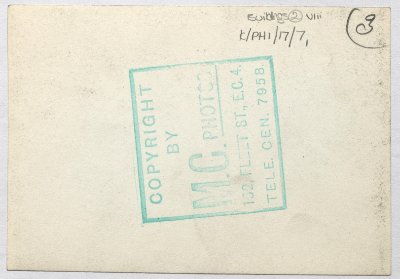 Buildings 2 viii
K/PH1/17/7,
3
COPYRIGHT
BY
M.C. PHOTOS
132, FLEET ST., E.C.4.
TELE. CEN. 7958.